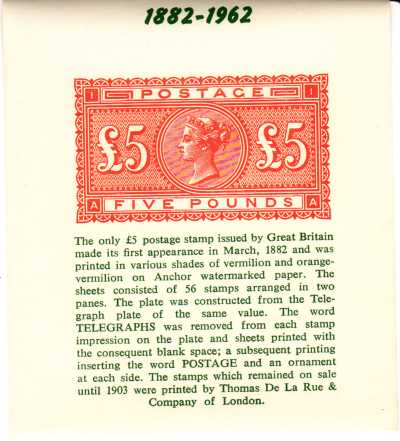 1882-1962
1 POSTAGE 1
£5 £5
A FIVE POUNDS A
The only £5 postage stamp issued by Great Britain
made its first appearance in March, 1882 and was
printed in various shades of vermilion and orange-
vermilion on Anchor watermarked paper. The
sheets consisted of 56 stamps arranged in two
panes. The plate was constructed from the Tele-
graph plate of the same value. The word
TELEGRAPHS was removed from each stamp
impression on the plate and sheets printed with
the consequent blank space; a subsequent printing
inserting the word POSTAGE and an ornament
at each side. The stamps which remained on sale
until 1903 were printed by Thomas De La Rue &
Company of London.